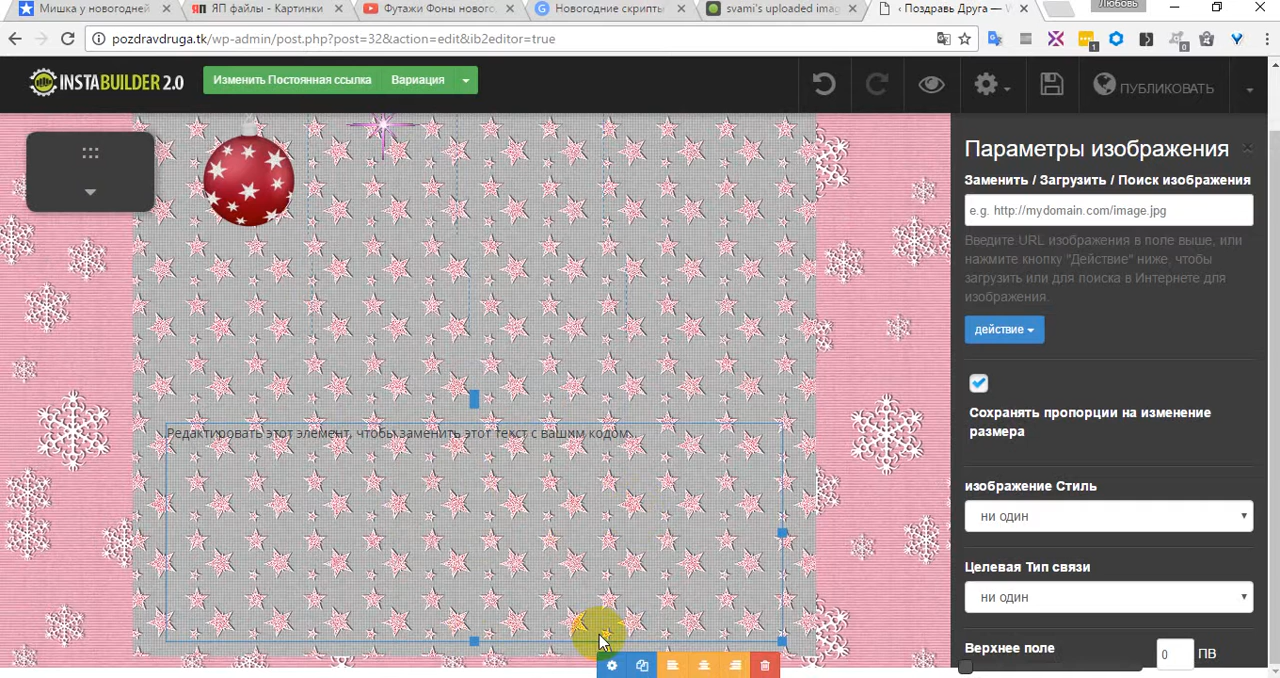 Мишка у новогодней
ЯП файлы - Картинки
Футажи Фоны новог
Новогодние скрипты
svami's uploaded ima
‹ Поздравь Друга —
Любовь
pozdravdruga.tk/wp-admin/post.php?post=32&action=edit&ib2editor=true
INSTABUILDER 2.0
Изменить Постоянная ссылка
Вариация
ПУБЛИКОВАТЬ
Параметры изображения
Заменить / Загрузить / Поиск изображения
e.g. http://mydomain.com/image.jpg
Введите URL изображения в поле выше, или
нажмите кнопку "Действие" ниже, чтобы
загрузить или для поиска в Интернете для
изображения.
действие
Сохранять пропорции на изменение
размера
изображение Стиль
ни один
Целевая Тип связи
ни один
Верхнее поле
0
ПВ
Редактировать этот элемент, чтобы заменить этот текст с вашим кодом.